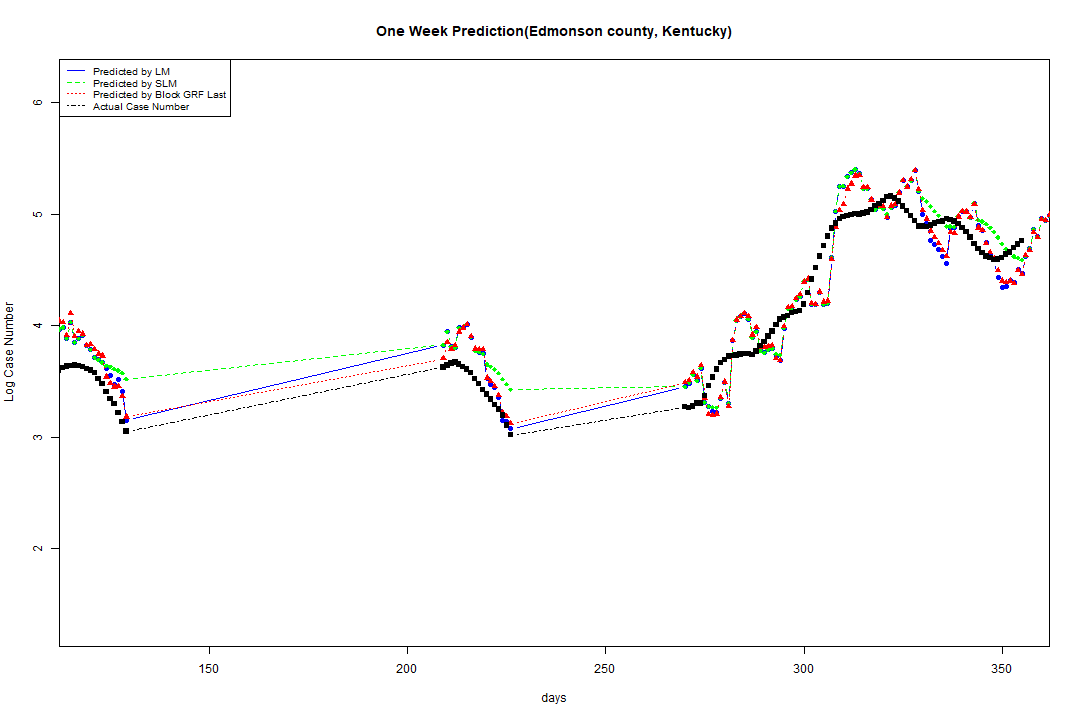 One Week Prediction(Edmonson county, Kentucky)
Predicted by LM
Predicted by SLM
Predicted by Block GRF Last
Actual Case Number
Log Case Number
6
5
4
3
2
150 200 250 300 350
days